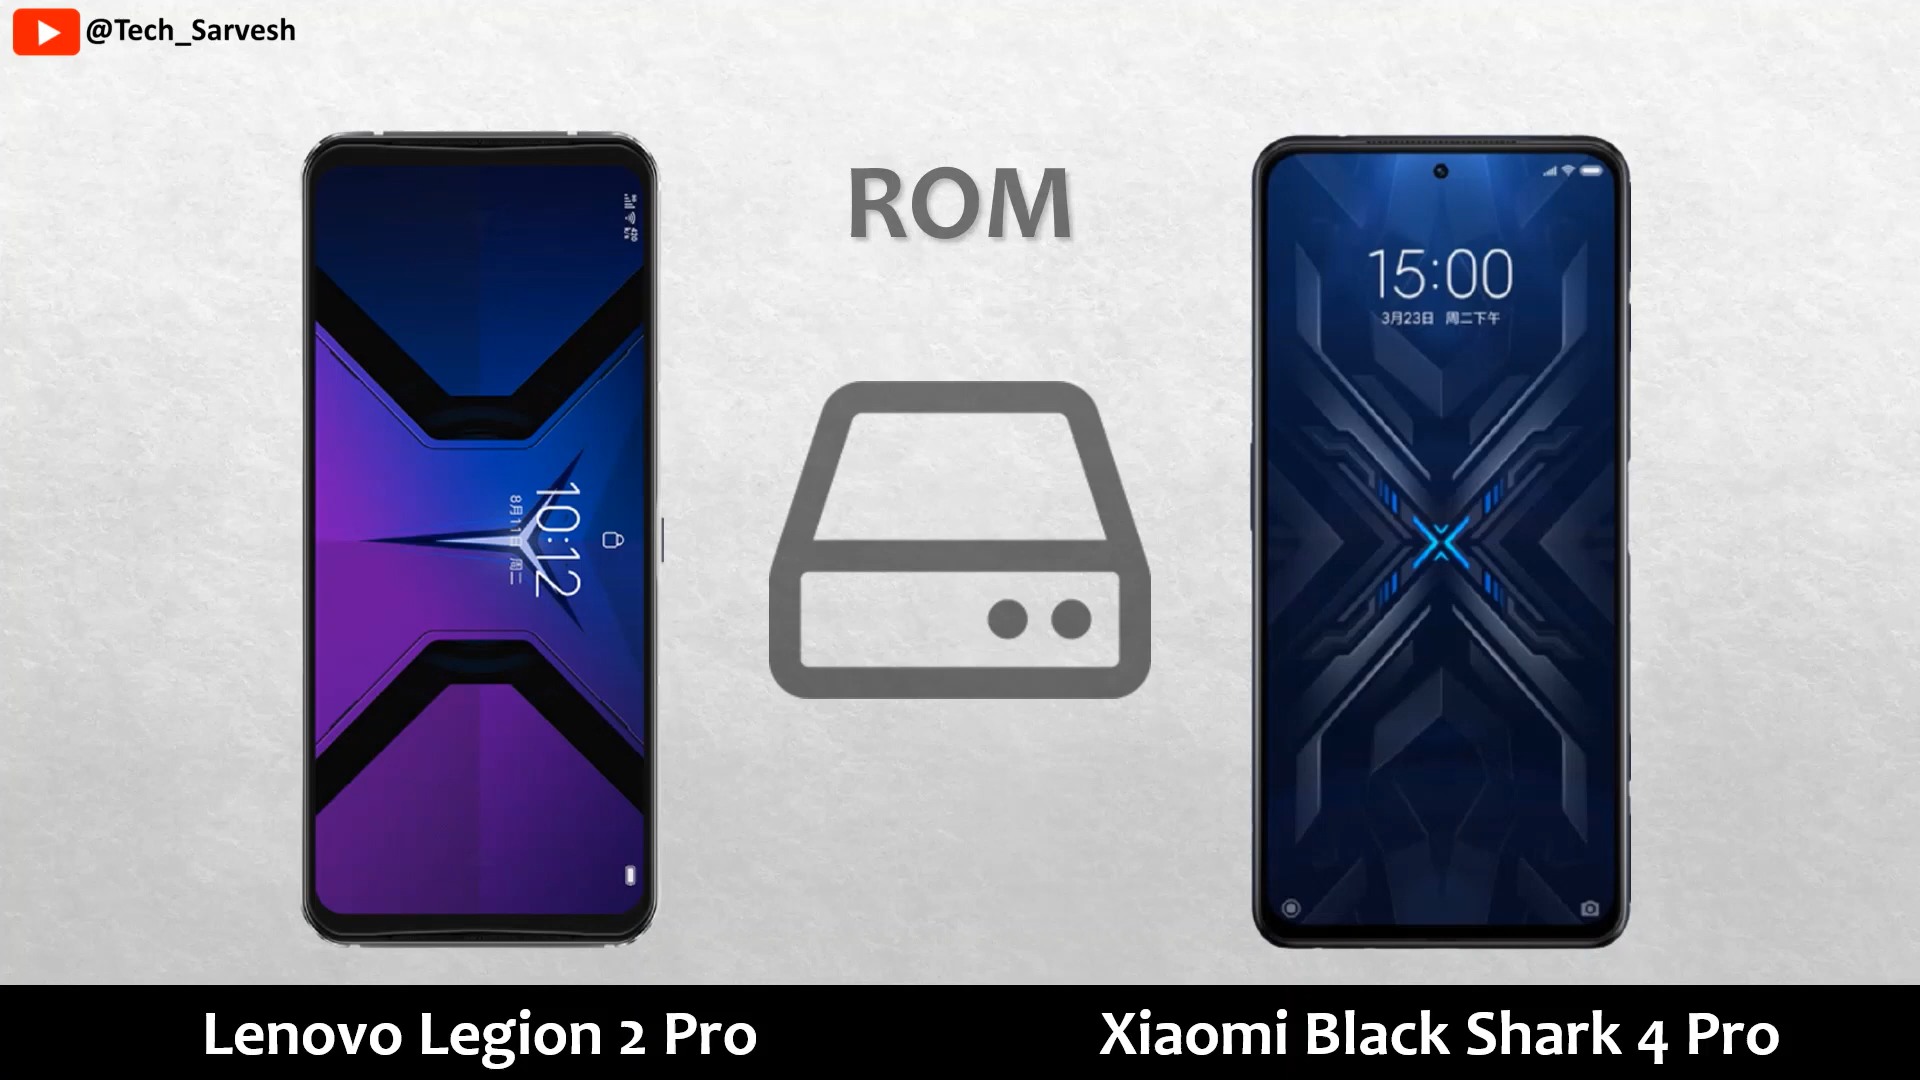 @Tech_Sarvesh
ROM
10:12
15:00
3月23日 周二下午
Lenovo Legion 2 Pro
Xiaomi Black Shark 4 Pro